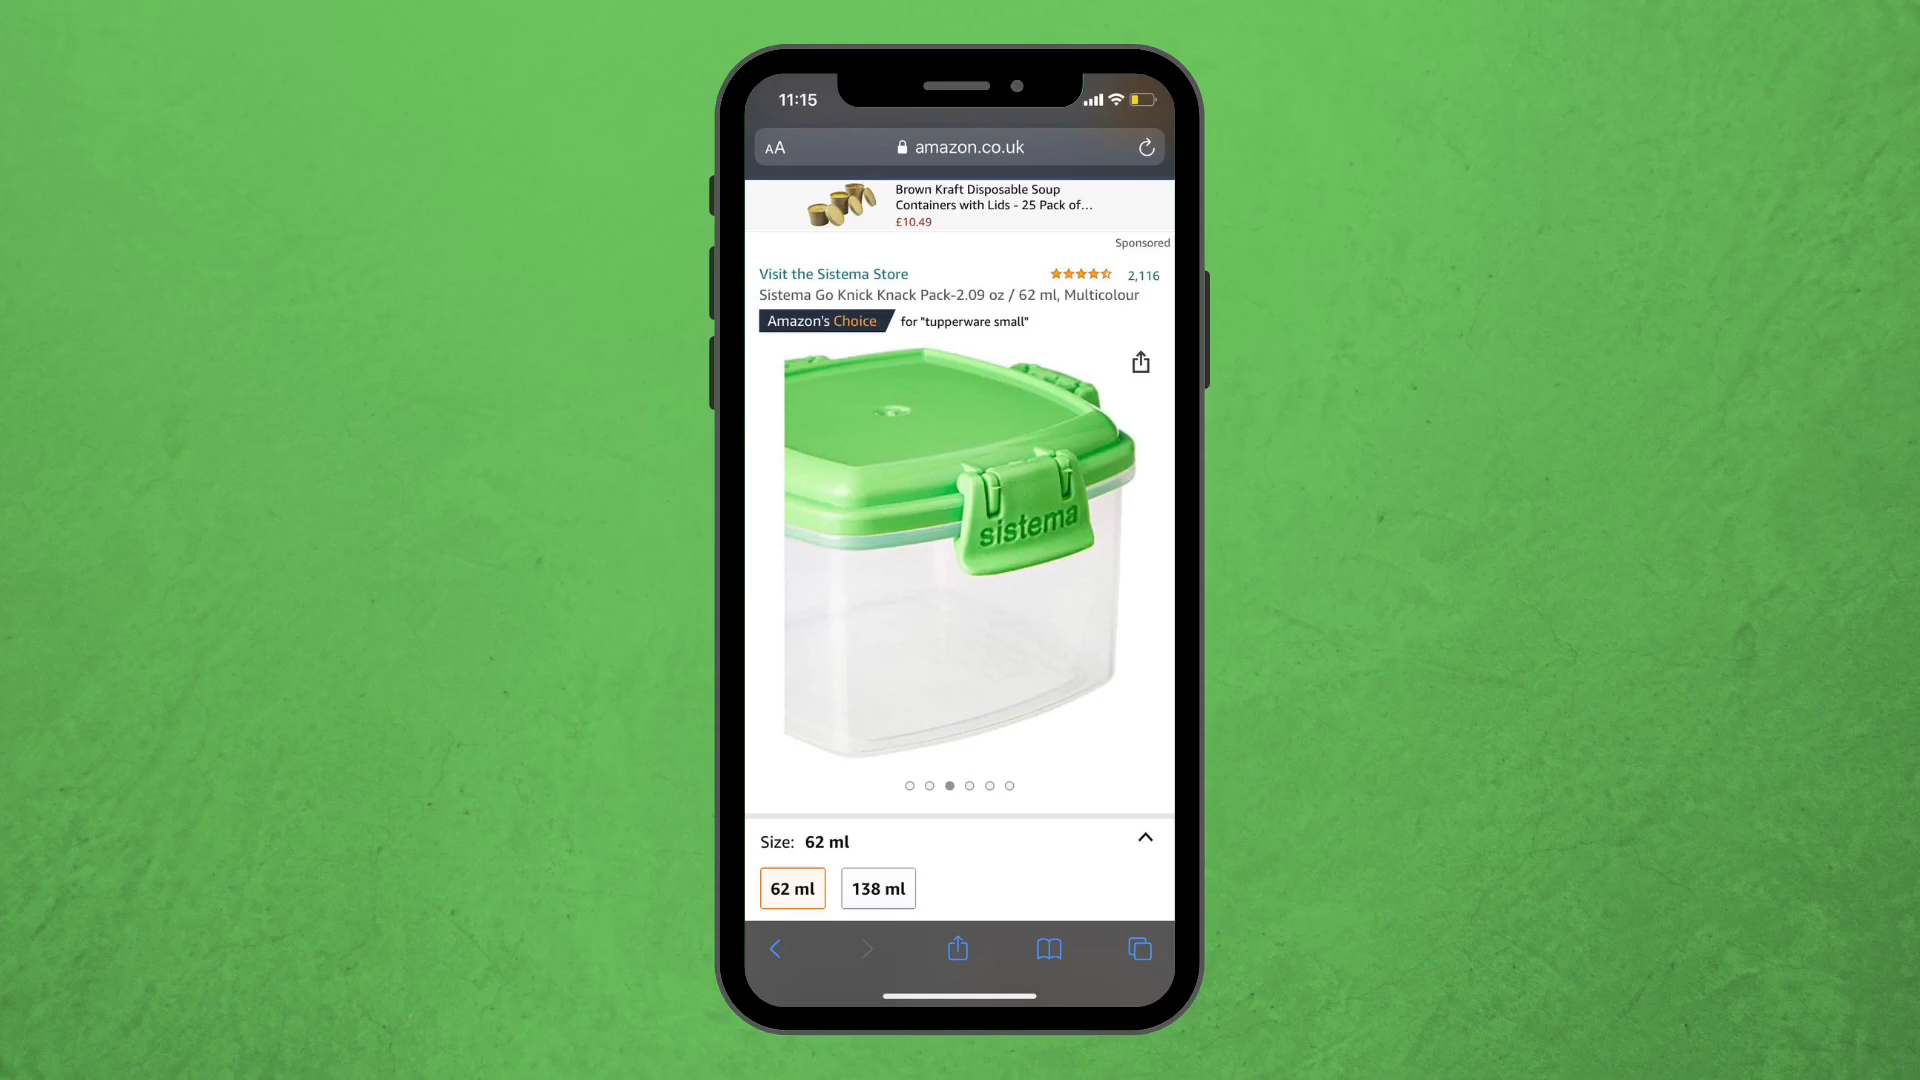 11:15
AA
amazon.co.uk
Brown Kraft Disposable Soup
Containers with Lids - 25 Pack of...
£10.49
Sponsored
Visit the Sistema Store
2,116
Sistema Go Knick Knack Pack-2.09 oz / 62 ml, Multicolour
Amazon's Choice for "tupperware small"
sistema
Size: 62 ml
62 ml
138 ml